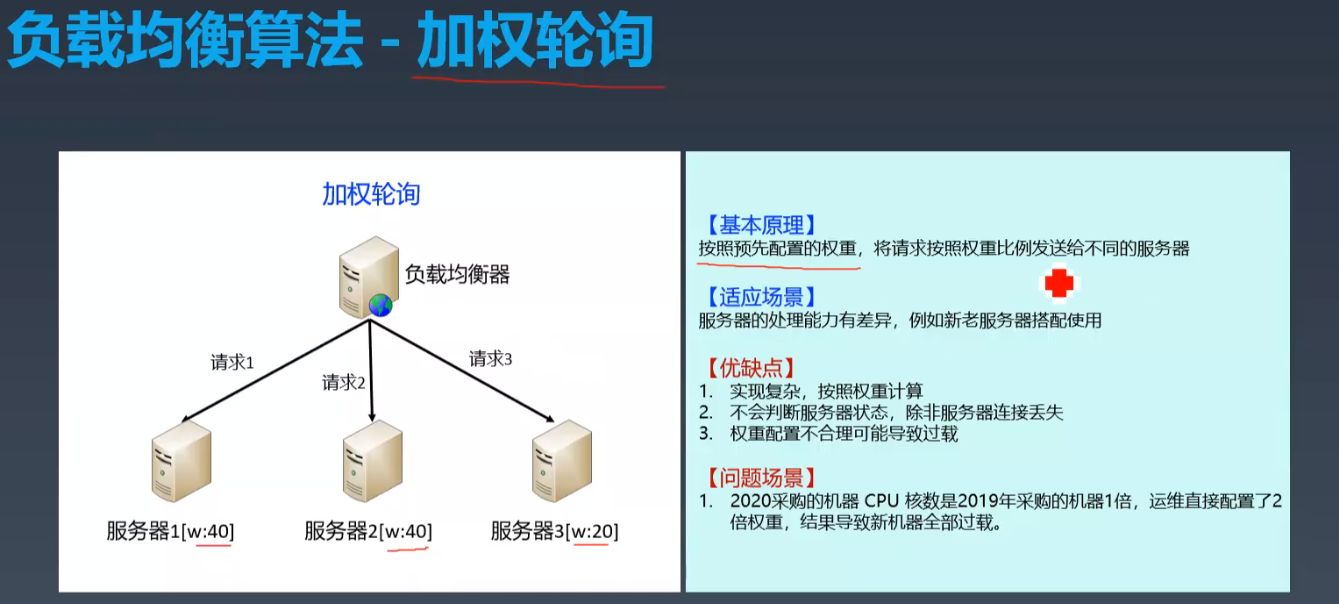 负载均衡算法 - 加权轮询
加权轮询
负载均衡器
请求1
请求2
请求3
服务器1[w:40]
服务器2[w:40]
服务器3[w:20]
【基本原理】
按照预先配置的权重，将请求按照权重比例发送给不同的服务器
【适应场景】
服务器的处理能力有差异，例如新老服务器搭配使用
【优缺点】
1. 实现复杂，按照权重计算
2. 不会判断服务器状态，除非服务器连接丢失
3. 权重配置不合理可能导致过载
【问题场景】
1. 2020采购的机器 CPU 核数是2019年采购的机器1倍，运维直接配置了2
倍权重，结果导致新机器全部过载。